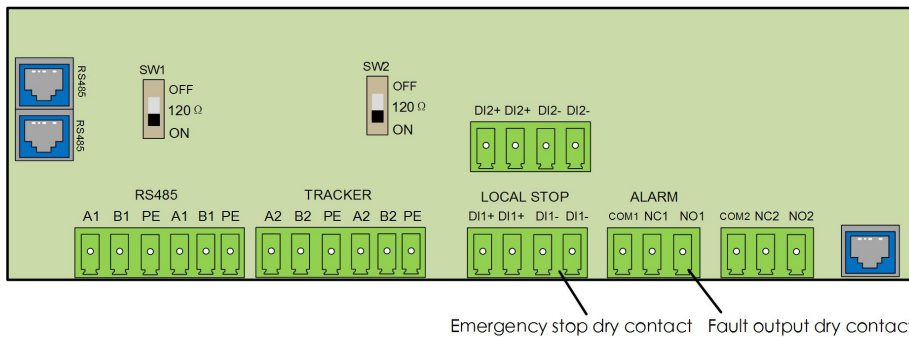 RS485
RS485
SW1
OFF
120 Ω
ON
SW2
OFF
120 Ω
ON
DI2+ DI2+ DI2- DI2-
RS485
A1 B1 PE A1 B1 PE
TRACKER
A2 B2 PE A2 B2 PE
LOCAL STOP
DI1+ DI1+ DI1- DI1-
ALARM
COM1 NC1 NO1
COM2 NC2 NO2
Emergency stop dry contact
Fault output dry contac